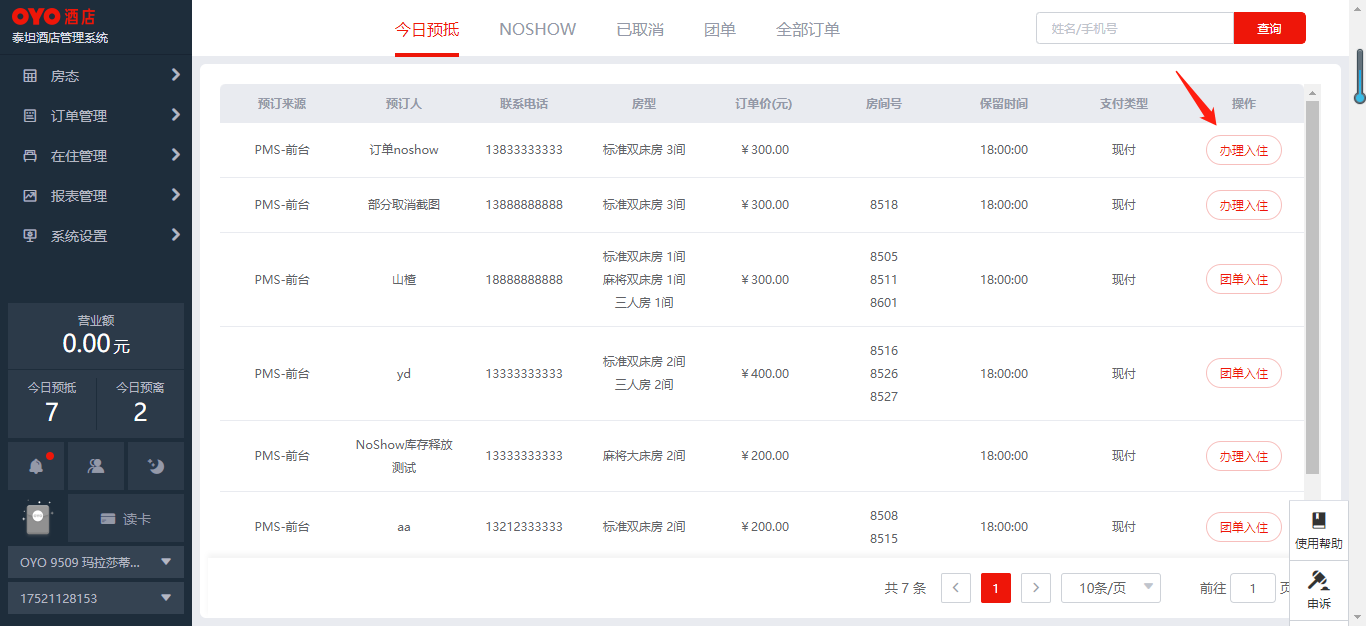 OYO 酒店
泰坦酒店管理系统
房态
订单管理
在住管理
报表管理
系统设置
营业额
0.00元
今日预抵 今日预离
7 2
读卡
OYO 9509 玛拉莎蒂...
17521128153
今日预抵 NOSHOW 已取消 团单 全部订单
姓名/手机号 查询
预订来源 预订人 联系电话 房型 订单价(元) 房间号 保留时间 支付类型 操作
PMS-前台 订单noshow 13833333333 标准双床房 3间 ¥300.00 18:00:00 现付 办理入住
PMS-前台 部分取消截图 13888888888 标准双床房 3间 ¥300.00 8518 18:00:00 现付 办理入住
标准双床房 1间 8505
PMS-前台 山楂 18888888888 麻将双床房 1间 ¥300.00 8511 18:00:00 现付 团单入住
三人房 1间 8601
标准双床房 2间 8516
PMS-前台 yd 13333333333 ¥400.00 8526 18:00:00 现付 团单入住
三人房 2间 8527
NoShow库存释放
PMS-前台 13333333333 麻将大床房 2间 ¥200.00 18:00:00 现付 办理入住
测试
8508
PMS-前台 aa 13213333333 标准双床房 2间 ¥200.00 18:00:00 现付 团单入住
8515
共 7 条 1 10条/页 前往 1 页
使用帮助
申诉